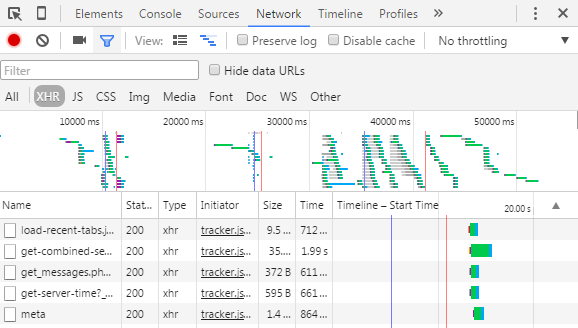 Elements Console Sources Network Timeline Profiles »
View: Preserve log Disable cache No throttling
Filter Hide data URLs
All XHR JS CSS Img Media Font Doc WS Other
10000 ms 20000 ms 30000 ms 40000 ms 50000 ms
Name Stat... Type Initiator Size Time Timeline – Start Time 20.00 s
load-recent-tabs.j... 200 xhr tracker.js... 9.5 ... 712...
get-combined-se... 200 xhr tracker.js... 35.... 1.99 s
get_messages.ph... 200 xhr tracker.js... 372 B 611...
get-server-time?_... 200 xhr tracker.js... 595 B 661...
meta 200 xhr tracker.js... 1.4 ... 864...